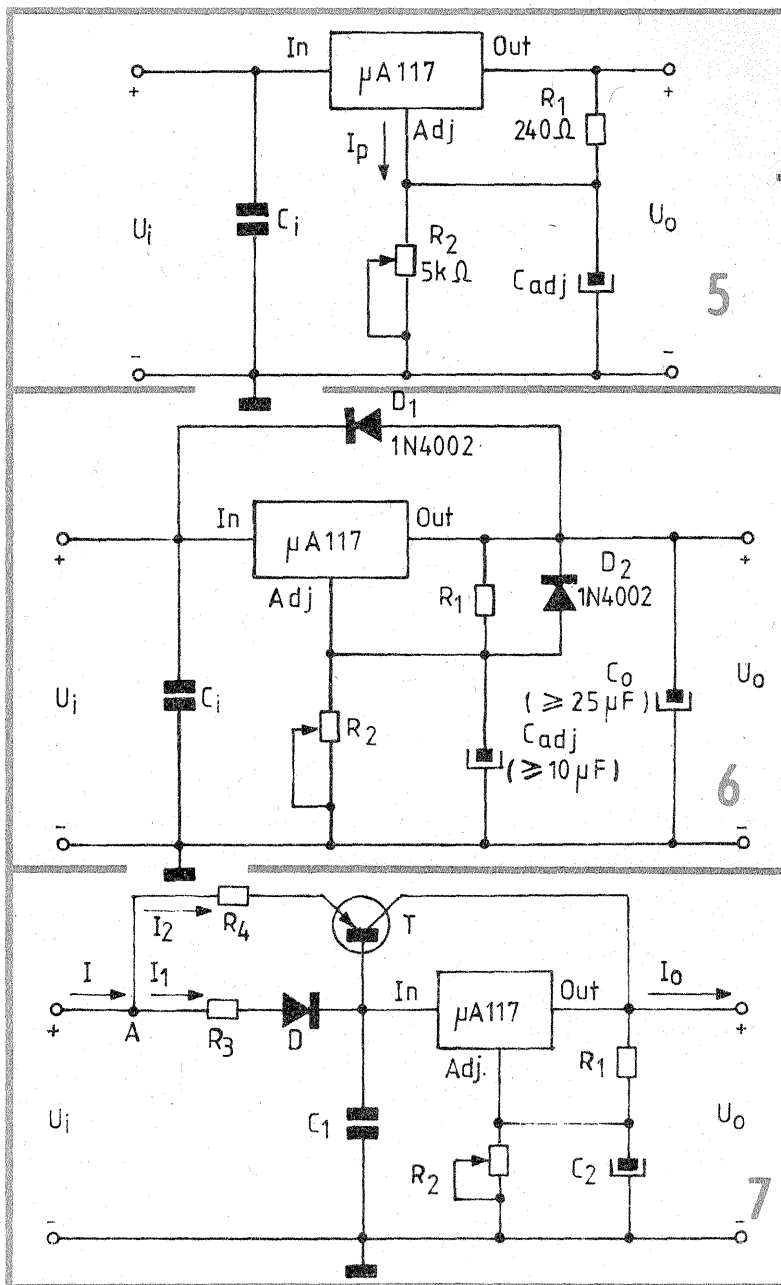 In
µA117
Out
+
Ip
Adj
R1
240Ω
+
Ui
Ci
R2
5kΩ
Cadj
Uo
5
-
-
D1
1N4002
In
µA117
Out
+
Adj
R1
D2
1N4002
+
Ui
Ci
R2
Co
(≥25µF)
Cadj
(≥10µF)
Uo
6
-
-
I2
R4
T
I
I1
In
µA117
Out
Io
+
A
R3
D
Adj.
R1
+
Ui
C1
R2
C2
Uo
7
-
-